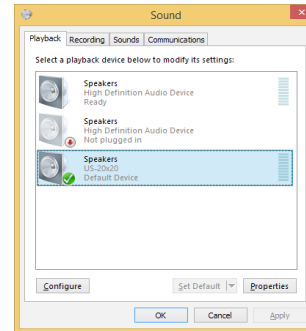 Sound
Playback Recording Sounds Communications
Select a playback device below to modify its settings:
Speakers
High Definition Audio Device
Ready
Speakers
High Definition Audio Device
Not plugged in
Speakers
US-20x20
Default Device
Configure Set Default Properties
OK Cancel Apply